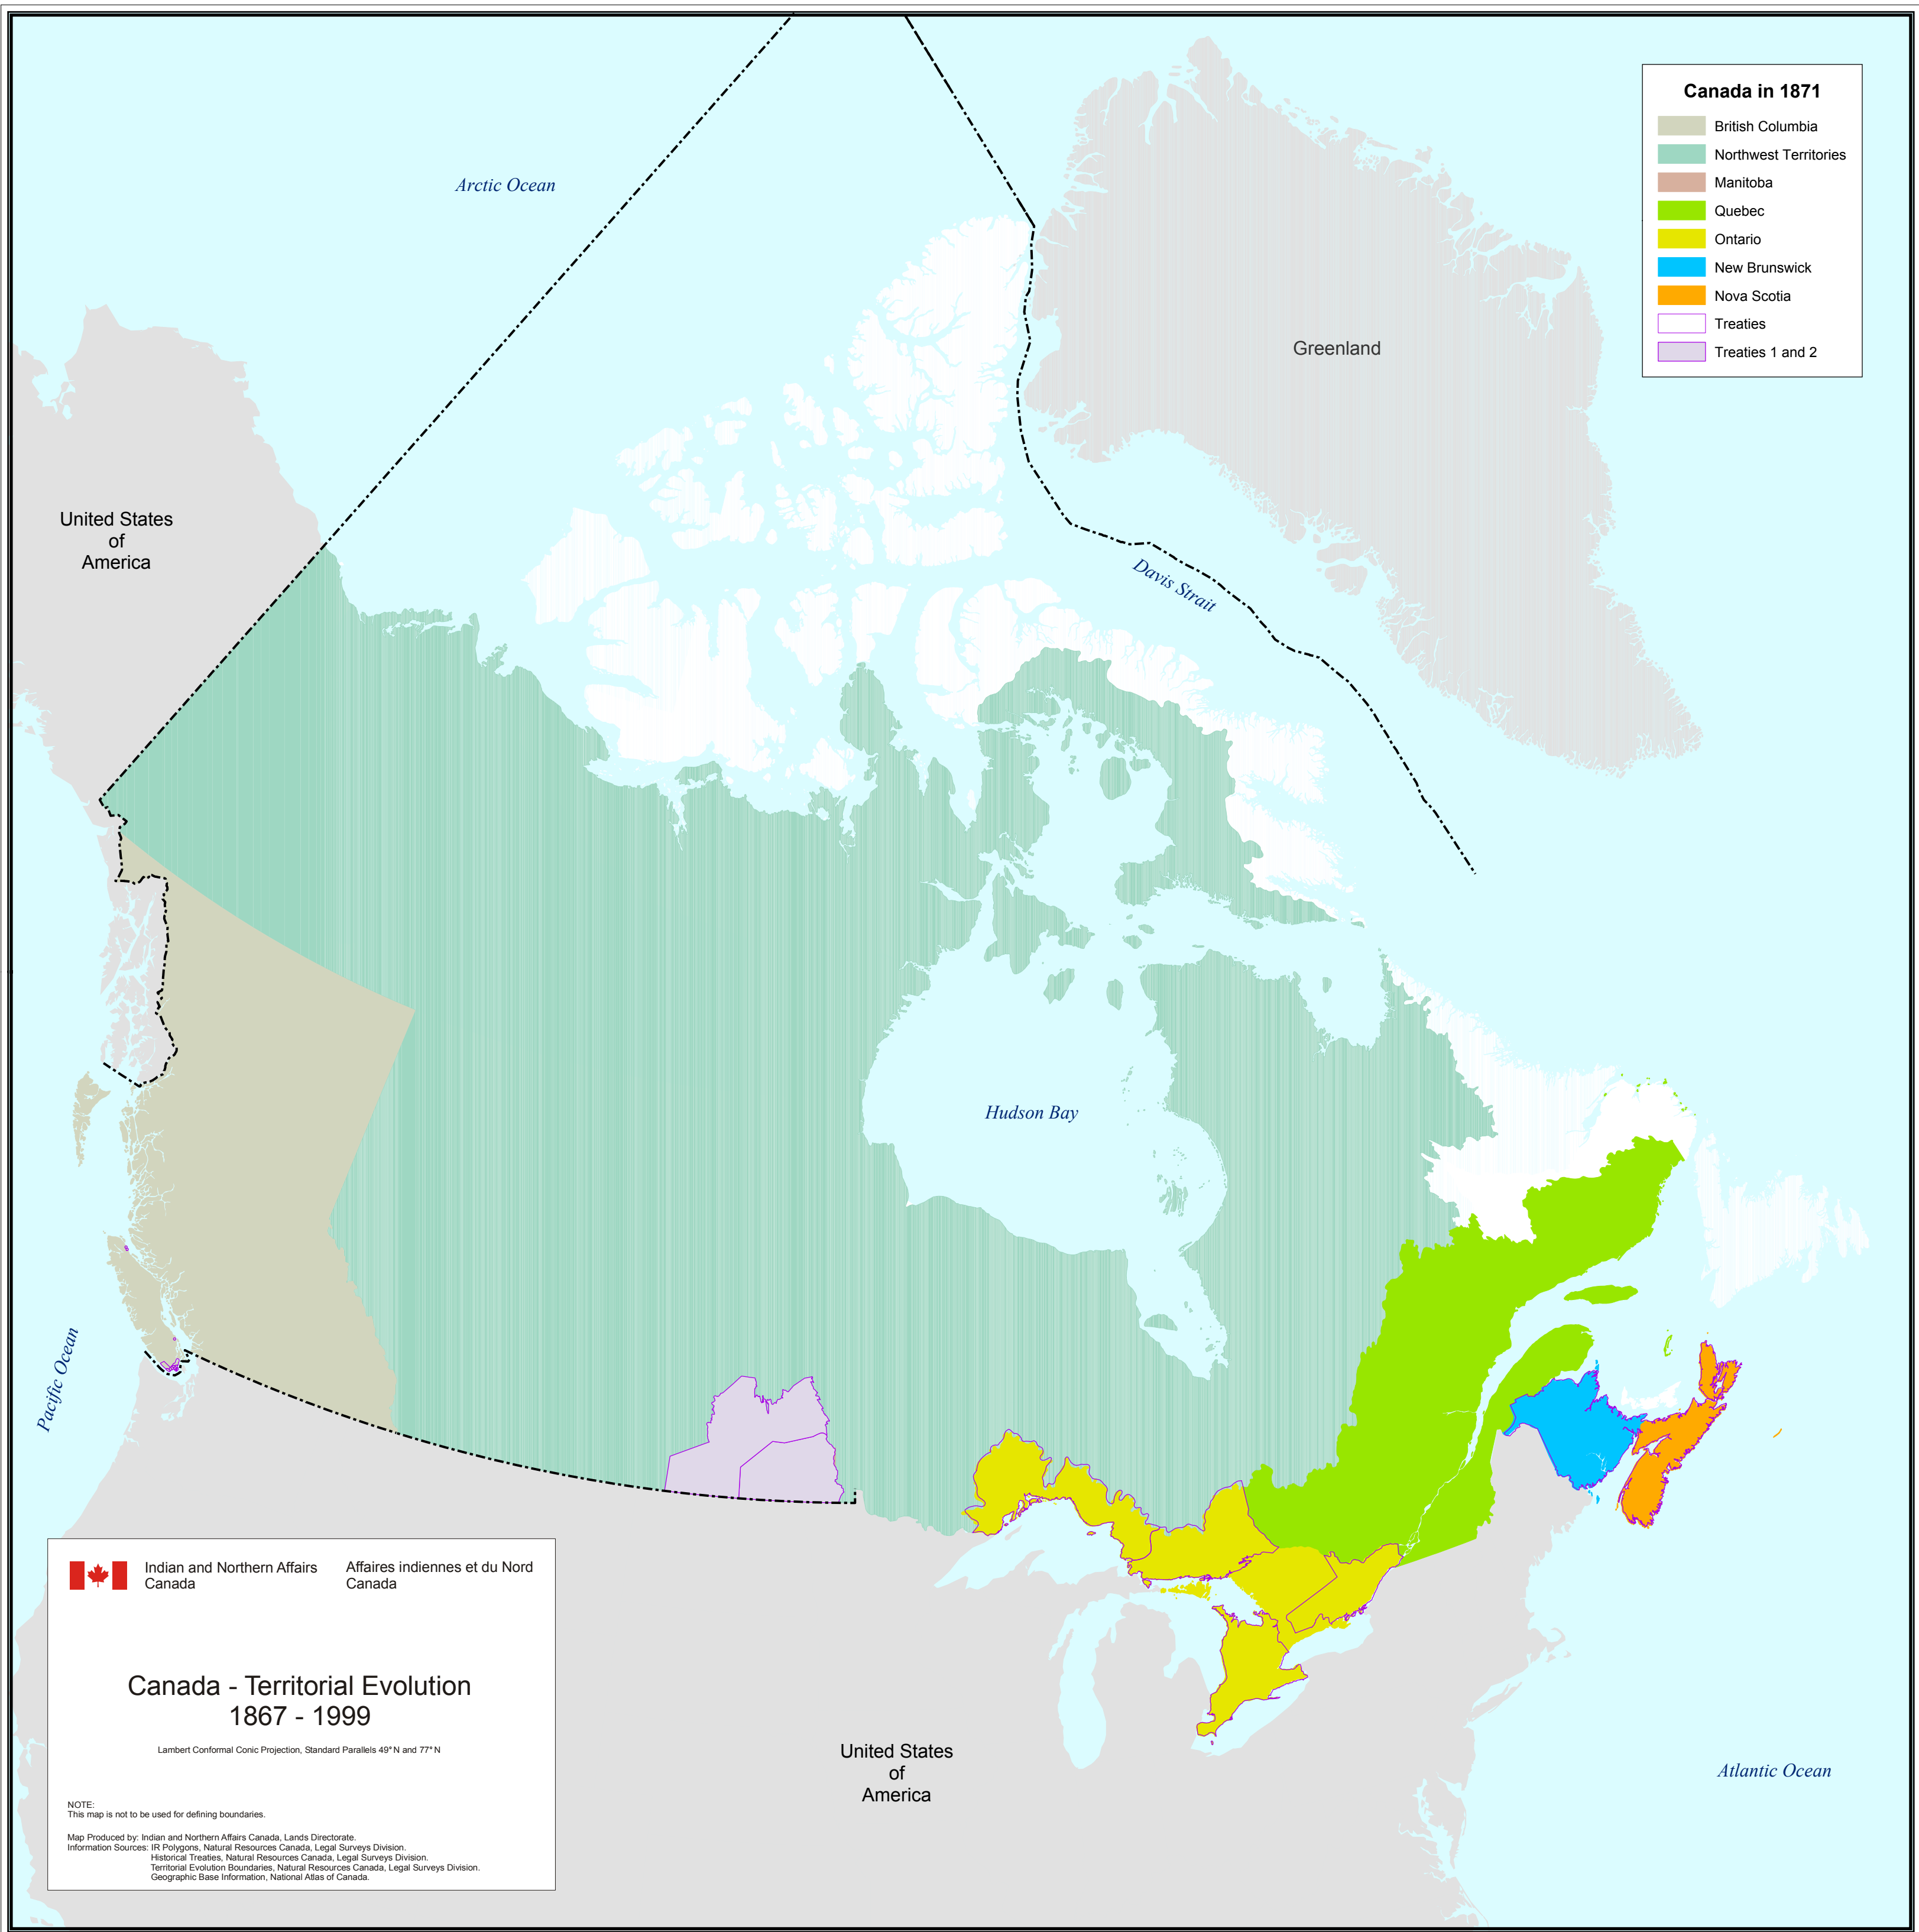 Canada in 1871
British Columbia
Northwest Territories
Manitoba
Quebec
Ontario
New Brunswick
Nova Scotia
Treaties
Treaties 1 and 2
Arctic Ocean
Greenland
United States
of
America
Davis Strait
Hudson Bay
Pacific Ocean
United States
of
America
Atlantic Ocean
Indian and Northern Affairs
Canada
Affaires indiennes et du Nord
Canada
Canada - Territorial Evolution
1867 - 1999
Lambert Conformal Conic Projection, Standard Parallels 49° N and 77° N
NOTE:
This map is not to be used for defining boundaries.
Map Produced by: Indian and Northern Affairs Canada, Lands Directorate.
Information Sources: IR Polygons, Natural Resources Canada, Legal Surveys Division.
Historical Treaties, Natural Resources Canada, Legal Surveys Division.
Territorial Evolution Boundaries, Natural Resources Canada, Legal Surveys Division.
Geographic Base Information, National Atlas of Canada.